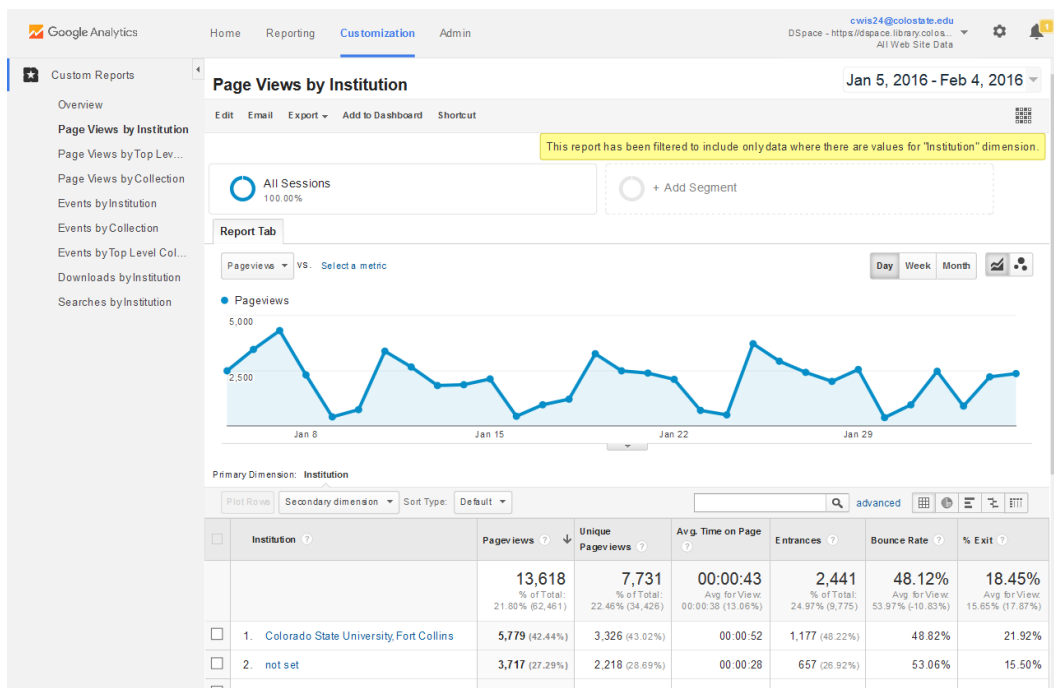 Google Analytics
Home Reporting Customization Admin
cwis24@colostate.edu
DSpace - https://dspace.library.colos...
All Web Site Data
1
Custom Reports
Overview
Page Views by Institution
Page Views by Top Lev...
Page Views by Collection
Events by Institution
Events by Collection
Events by Top Level Col...
Downloads by Institution
Searches by Institution
Page Views by Institution
Jan 5, 2016 - Feb 4, 2016
Edit Email Export Add to Dashboard Shortcut
This report has been filtered to include only data where there are values for "Institution" dimension.
All Sessions
100.00%
+ Add Segment
Report Tab
Pageviews VS. Select a metric
Day Week Month
Pageviews
5,000
2,500
Jan 8 Jan 15 Jan 22 Jan 29
Primary Dimension: Institution
Plot Rows Secondary dimension Sort Type: Default
advanced
Institution ? Pageviews ? Unique Pageviews ? Avg. Time on Page ? Entrances ? Bounce Rate ? % Exit ?
13,618 7,731 00:00:43 2,441 48.12% 18.45%
% of Total: % of Total: Avg for View: % of Total: Avg for View: Avg for View:
21.80% (62,461) 22.46% (34,426) 00:00:38 (13.06%) 24.97% (9,775) 53.97% (-10.83%) 15.65% (17.87%)
1. Colorado State University, Fort Collins 5,779 (42.44%) 3,326 (43.02%) 00:00:52 1,177 (48.22%) 48.82% 21.92%
2. not set 3,717 (27.29%) 2,218 (28.69%) 00:00:28 657 (26.92%) 53.06% 15.50%